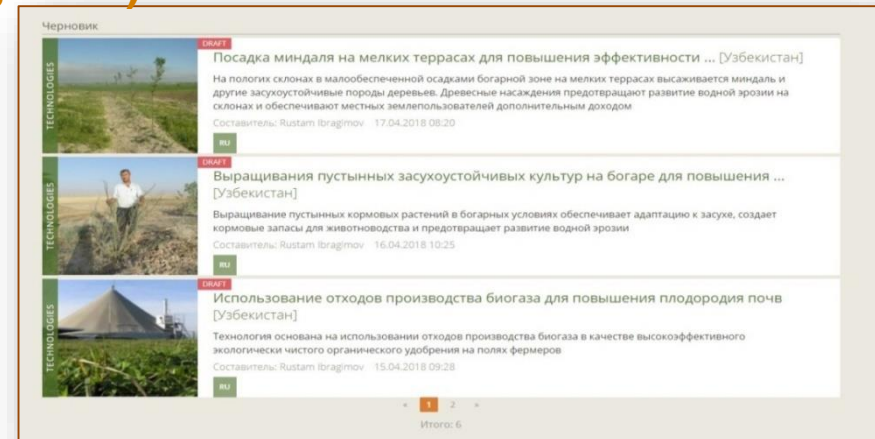 Черновик
DRAFT
TECHNOLOGIES
Посадка миндаля на мелких террасах для повышения эффективности ... [Узбекистан]
На пологих склонах в малообеспеченной осадками богарной зоне на мелких террасах высаживается миндаль и
другие засухоустойчивые породы деревьев. Древесные насаждения предотвращают развитие водной эрозии на
склонах и обеспечивают местных землепользователей дополнительным доходом
Составитель: Rustam Ibragimov 17.04.2018 08:20
RU
DRAFT
TECHNOLOGIES
Выращивания пустынных засухоустойчивых культур на богаре для повышения ...
[Узбекистан]
Выращивание пустынных кормовых растений в богарных условиях обеспечивает адаптацию к засухе, создает
кормовые запасы для животноводства и предотвращает развитие водной эрозии
Составитель: Rustam Ibragimov 16.04.2018 10:25
RU
DRAFT
TECHNOLOGIES
Использование отходов производства биогаза для повышения плодородия почв
[Узбекистан]
Технология основана на использовании отходов производства биогаза в качестве высокоэффективного
экологически чистого органического удобрения на полях фермеров
Составитель: Rustam Ibragimov 15.04.2018 09:28
RU
« 1 2 »
Итого: 6